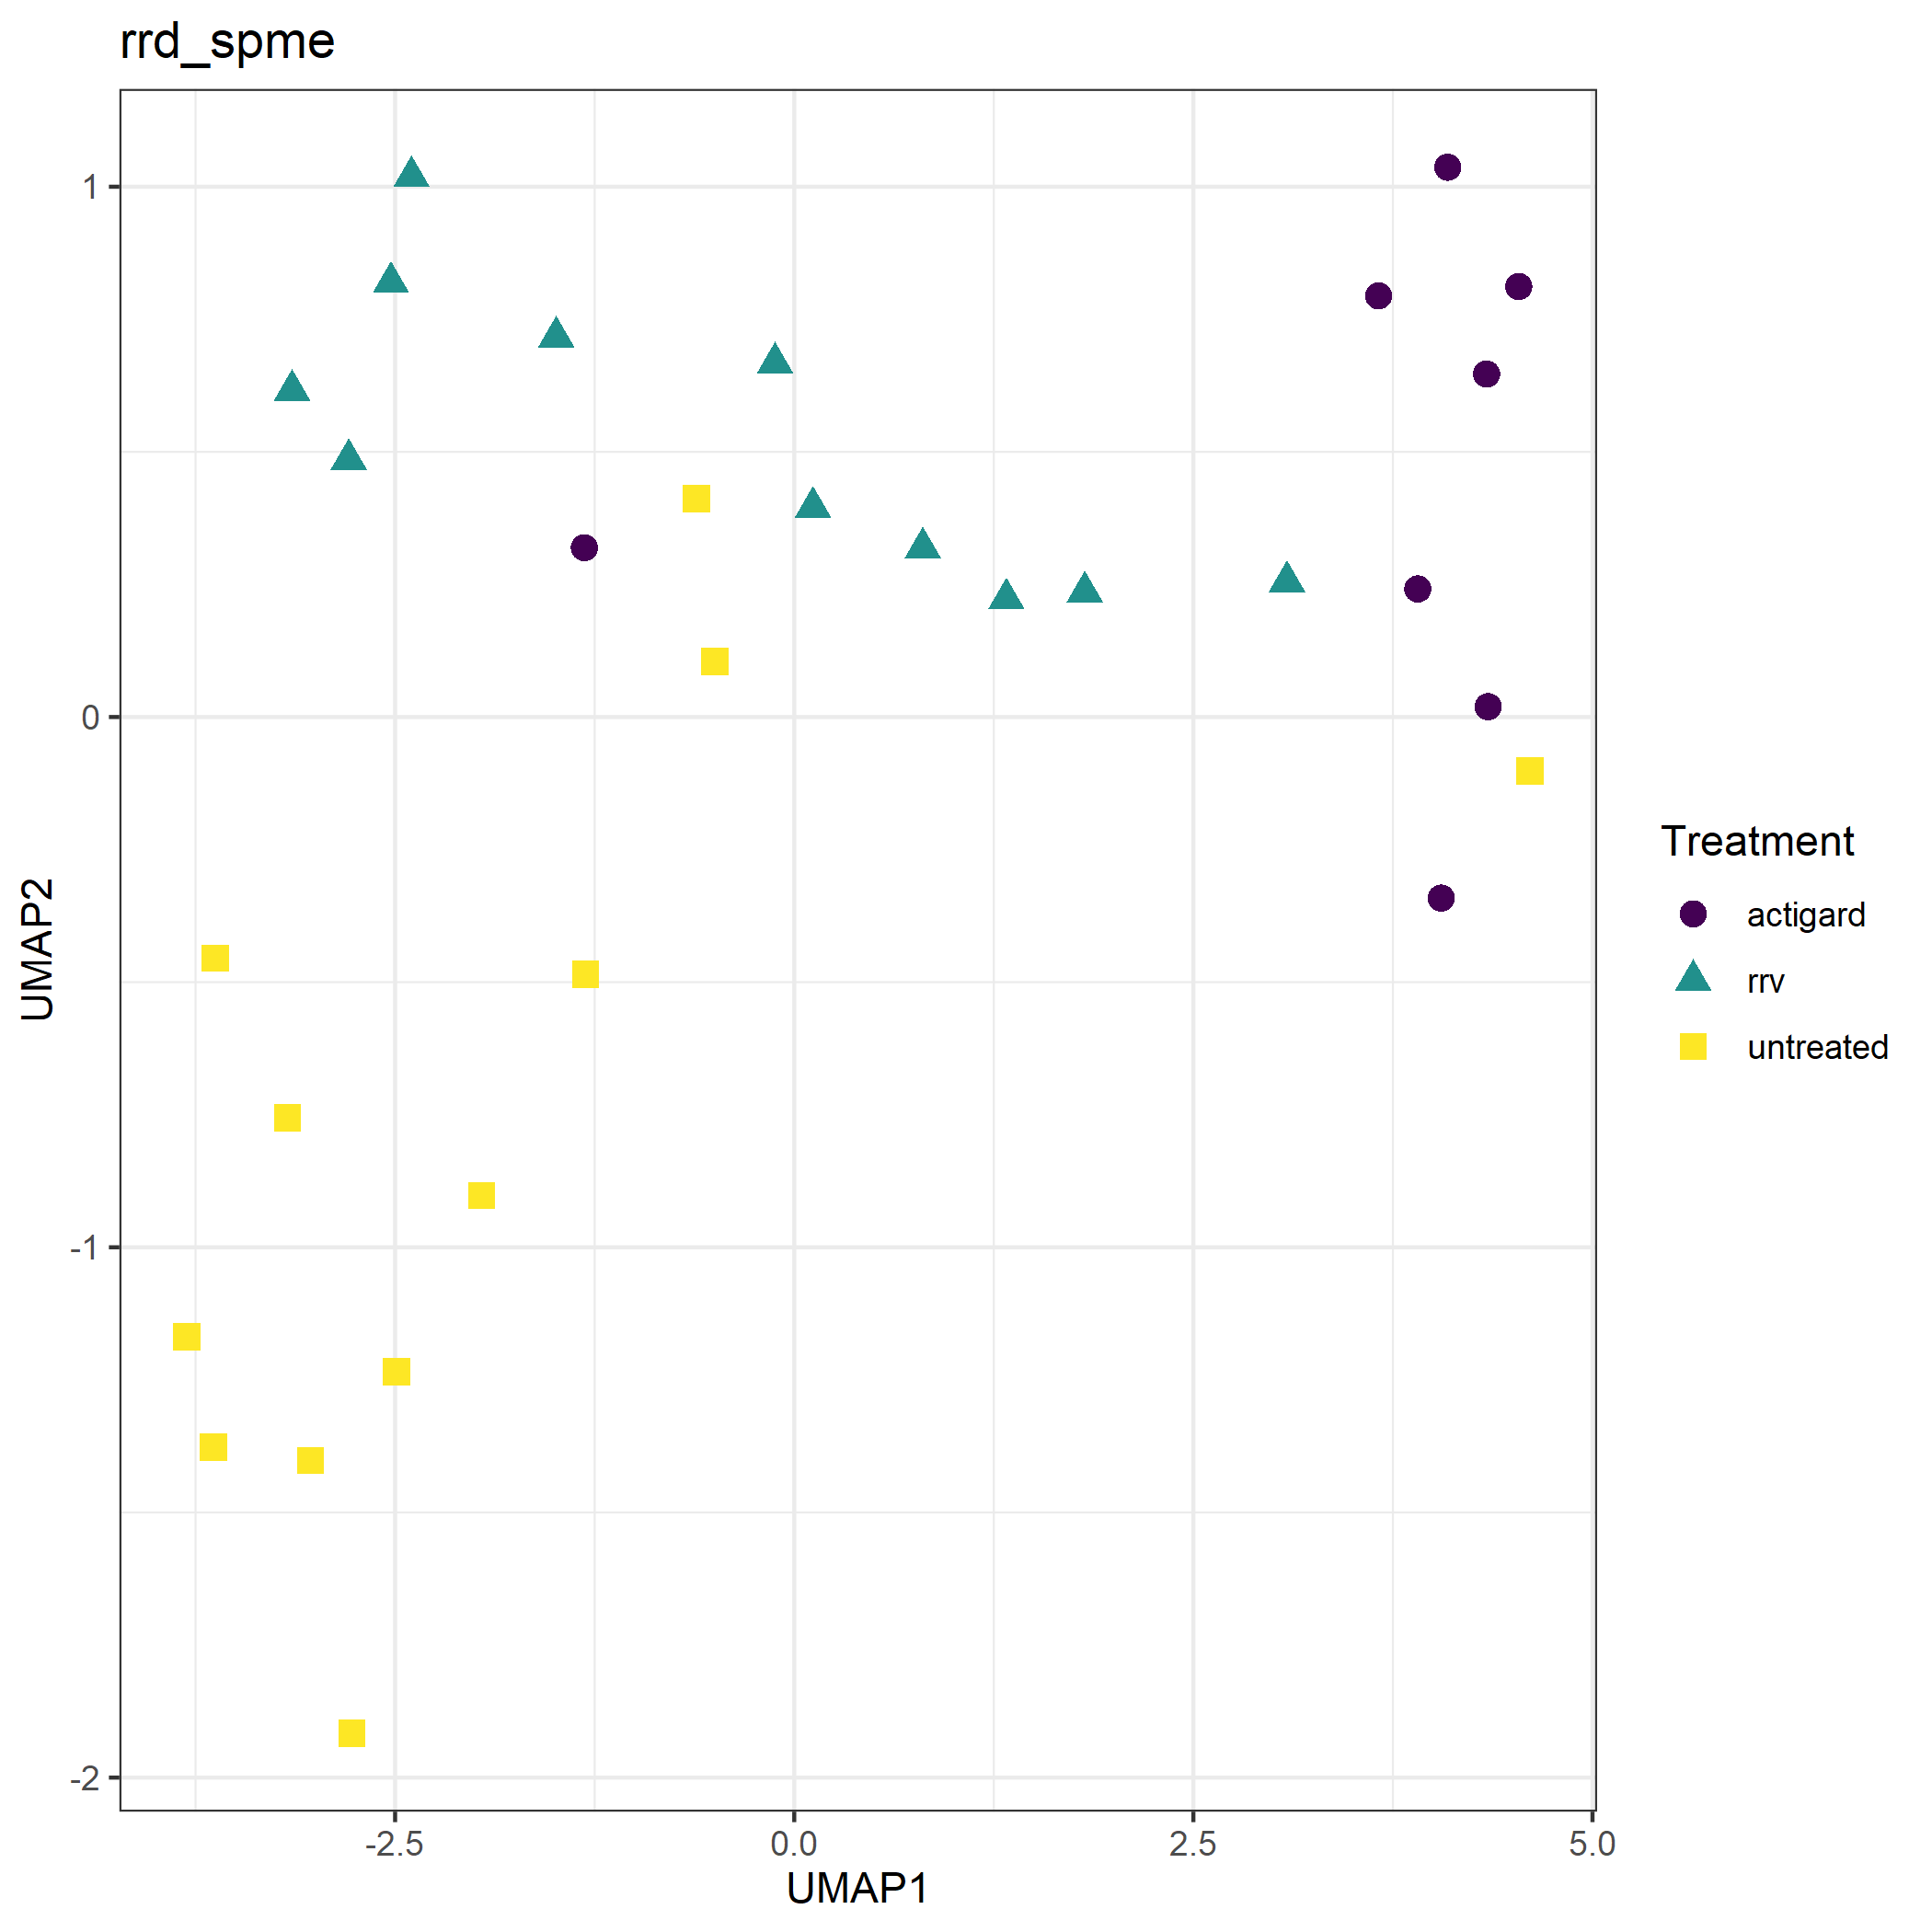 rrd_spme
1
0
-1
-2
UMAP2
-2.5
0.0
2.5
5.0
UMAP1
Treatment
actigard
rrv
untreated